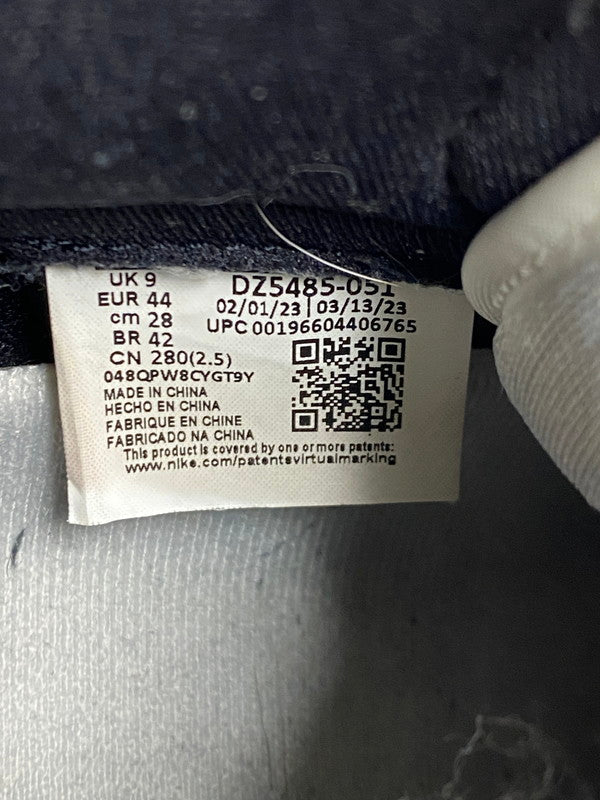 UK 9
EUR 44
cm 28
BR 42
CN 280(2.5)
048QPW8CYGT9Y
MADE IN CHINA
HECHO EN CHINA
FABRIQUE EN CHINE
FABRICADO NA CHINA
DZ5485-051
02/01/23 | 03/13/23
UPC 00196604406765
This product is covered by one or more patents:
www.nike.com/patentsvirtualmarking